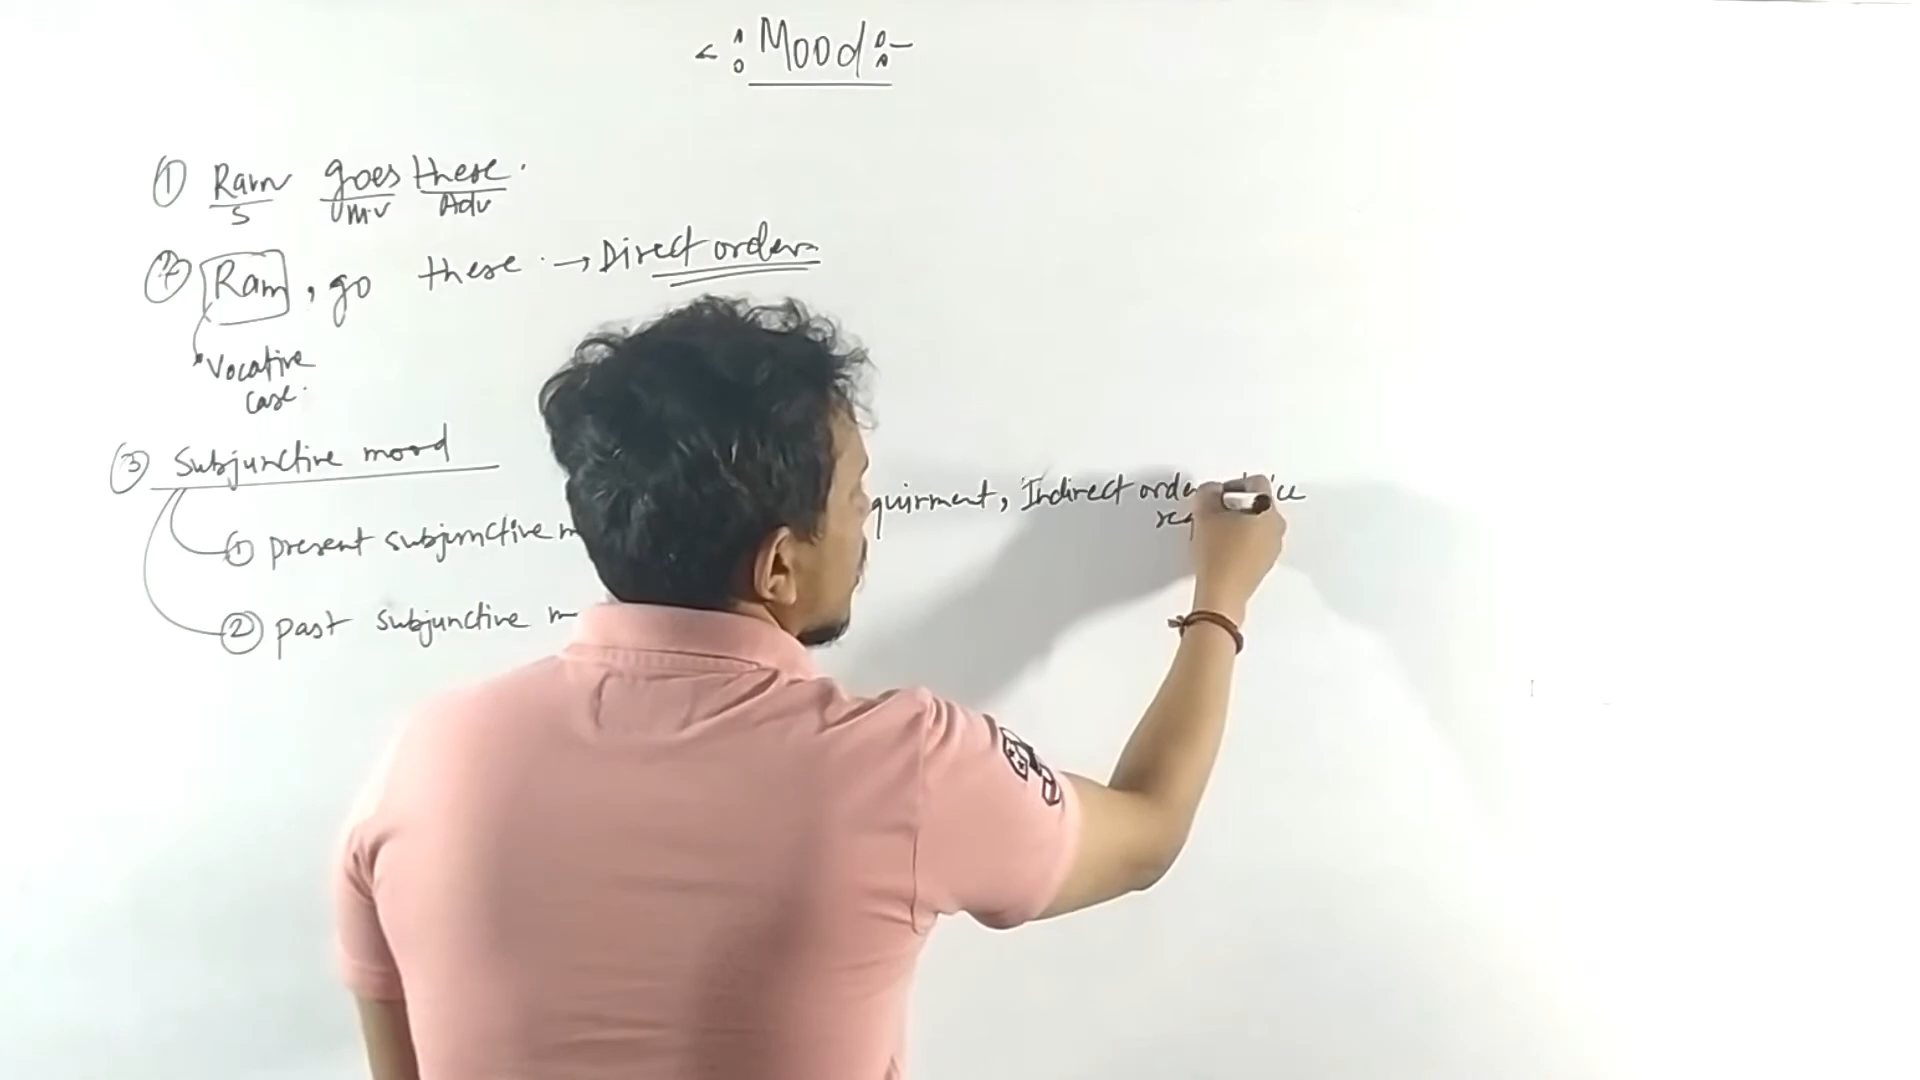 Mood
① Ram goes there.
S M.V Adv
② Ram, go there. → Direct order
Vocative
case.
③ Subjunctive mood
① present subjunctive m
quirment, Indirect order
② past subjunctive m